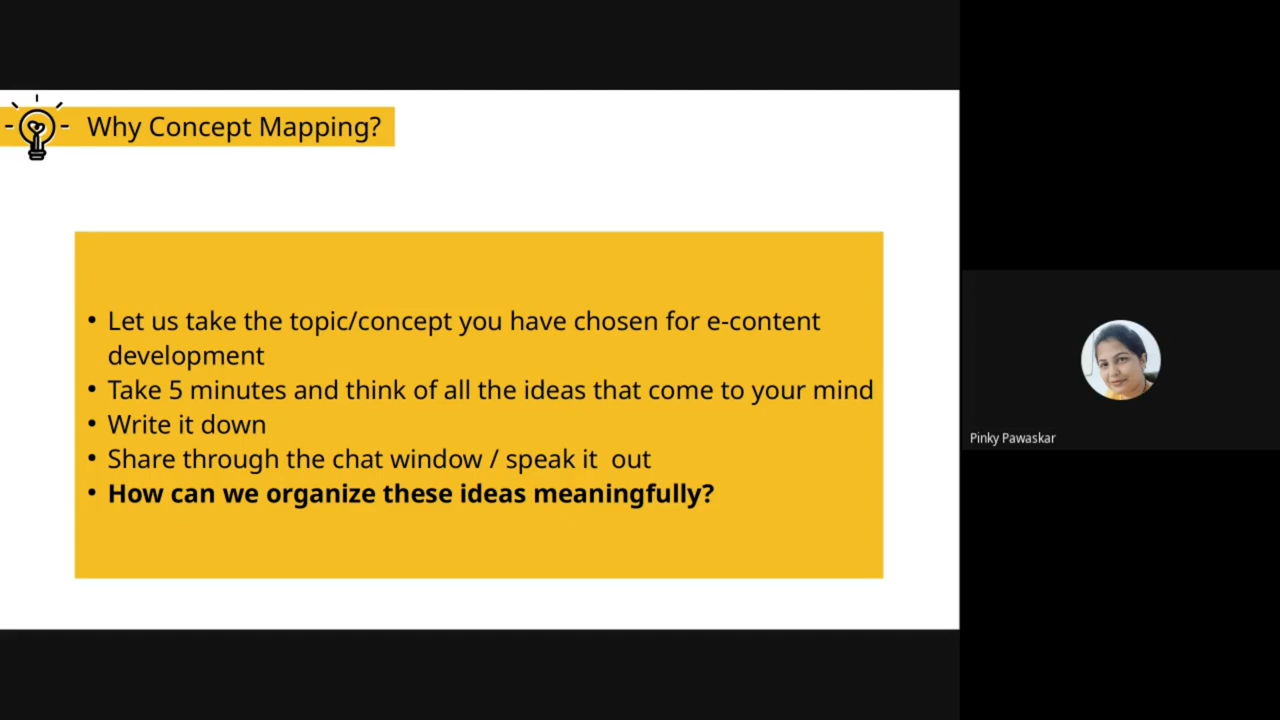 Why Concept Mapping?
• Let us take the topic/concept you have chosen for e-content
development
• Take 5 minutes and think of all the ideas that come to your mind
• Write it down
• Share through the chat window / speak it  out
• How can we organize these ideas meaningfully?
Pinky Pawaskar